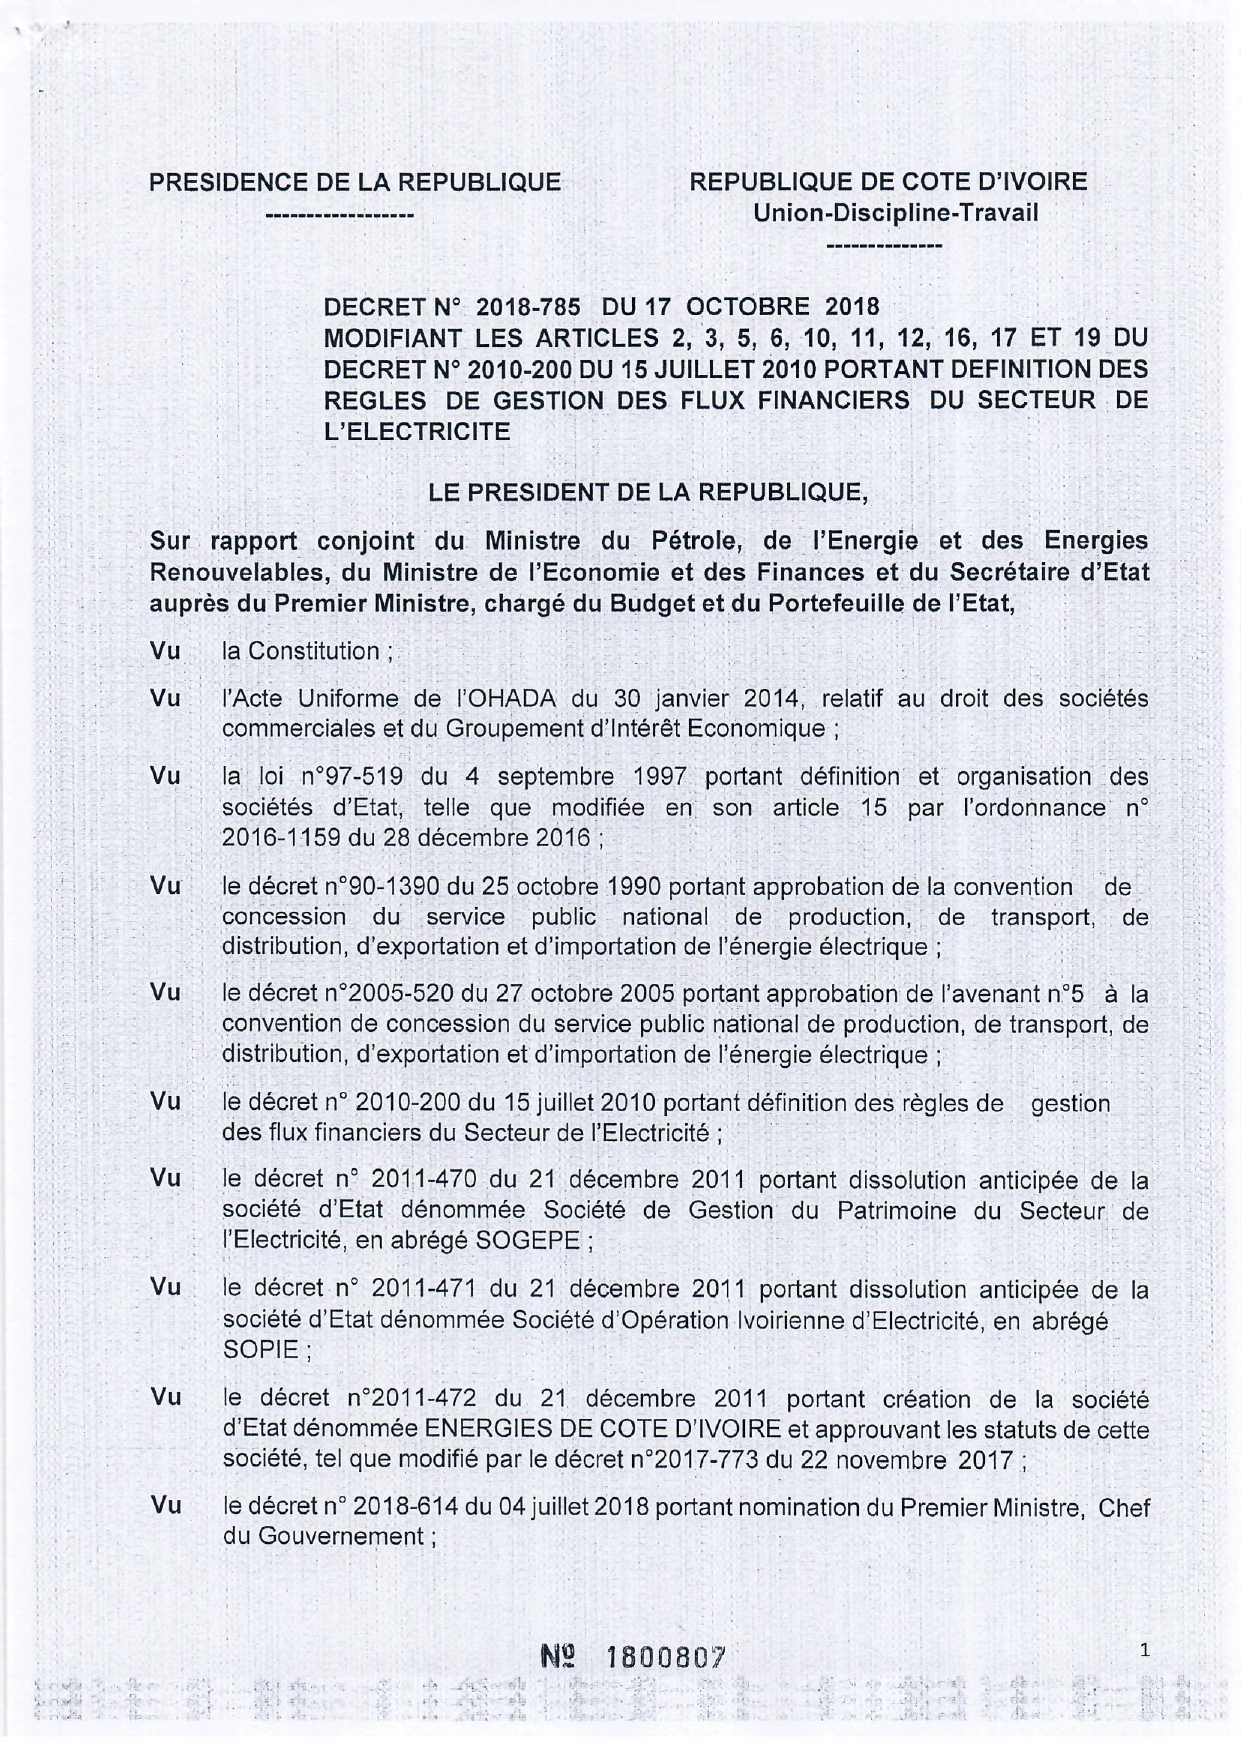 PRESIDENCE DE LA REPUBLIQUE
-----------------
REPUBLIQUE DE COTE D'IVOIRE
Union-Discipline-Travail
--------------
DECRET N° 2018-785 DU 17 OCTOBRE 2018
MODIFIANT LES ARTICLES 2, 3, 5, 6, 10, 11, 12, 16, 17 ET 19 DU
DECRET N° 2010-200 DU 15 JUILLET 2010 PORTANT DEFINITION DES
REGLES DE GESTION DES FLUX FINANCIERS DU SECTEUR DE
L'ELECTRICITE
LE PRESIDENT DE LA REPUBLIQUE,
Sur rapport conjoint du Ministre du Pétrole, de l'Energie et des Energies
Renouvelables, du Ministre de l'Economie et des Finances et du Secrétaire d'Etat
auprès du Premier Ministre, chargé du Budget et du Portefeuille de l'Etat,
Vu la Constitution ;
Vu l'Acte Uniforme de l'OHADA du 30 janvier 2014, relatif au droit des sociétés
commerciales et du Groupement d'Intérêt Economique ;
Vu la loi n°97-519 du 4 septembre 1997 portant définition et organisation des
sociétés d'Etat, telle que modifiée en son article 15 par l'ordonnance n°
2016-1159 du 28 décembre 2016 ;
Vu le décret n°90-1390 du 25 octobre 1990 portant approbation de la convention de
concession du service public national de production, de transport, de
distribution, d'exportation et d'importation de l'énergie électrique ;
Vu le décret n°2005-520 du 27 octobre 2005 portant approbation de l'avenant n°5 à la
convention de concession du service public national de production, de transport, de
distribution, d'exportation et d'importation de l'énergie électrique ;
Vu le décret n° 2010-200 du 15 juillet 2010 portant définition des règles de gestion
des flux financiers du Secteur de l'Electricité ;
Vu le décret n° 2011-470 du 21 décembre 2011 portant dissolution anticipée de la
société d'Etat dénommée Société de Gestion du Patrimoine du Secteur de
l'Electricité, en abrégé SOGEPE ;
Vu le décret n° 2011-471 du 21 décembre 2011 portant dissolution anticipée de la
société d'Etat dénommée Société d'Opération Ivoirienne d'Electricité, en abrégé
SOPIE ;
Vu le décret n°2011-472 du 21 décembre 2011 portant création de la société
d'Etat dénommée ENERGIES DE COTE D'IVOIRE et approuvant les statuts de cette
société, tel que modifié par le décret n°2017-773 du 22 novembre 2017 ;
Vu le décret n° 2018-614 du 04 juillet 2018 portant nomination du Premier Ministre, Chef
du Gouvernement ;
Nº 1800807
1